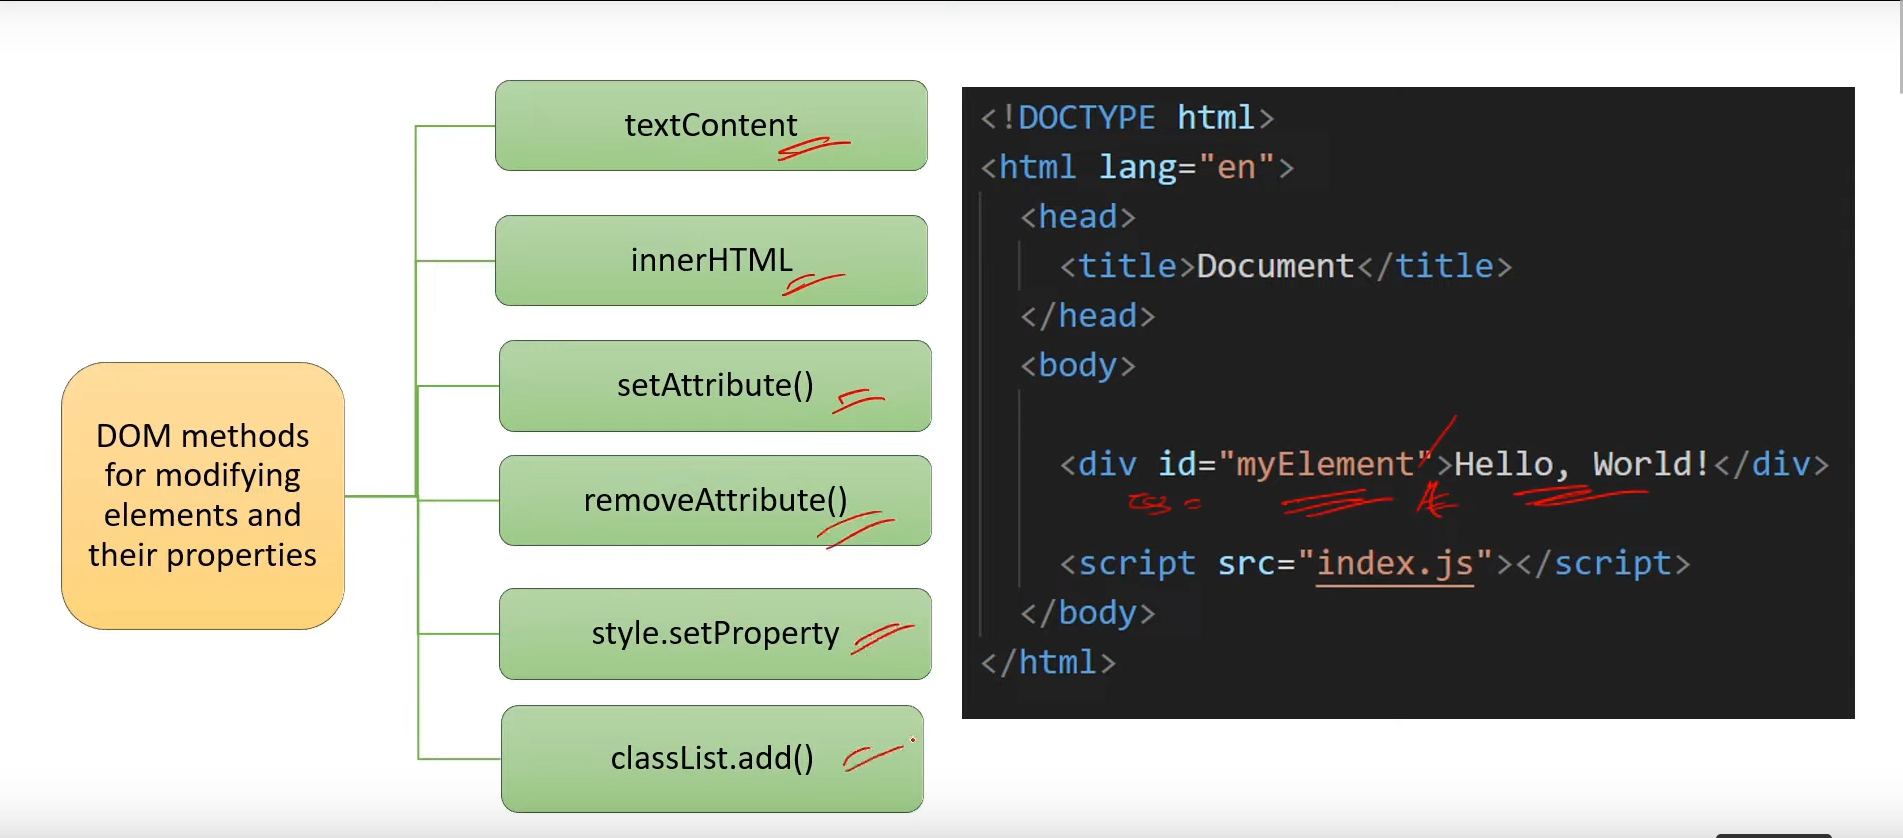 DOM methods
for modifying
elements and
their properties
textContent
innerHTML
setAttribute()
removeAttribute()
style.setProperty
classList.add()
<!DOCTYPE html>
<html lang="en">
<head>
<title>Document</title>
</head>
<body>
<div id="myElement">Hello, World!</div>
<script src="index.js"></script>
</body>
</html>